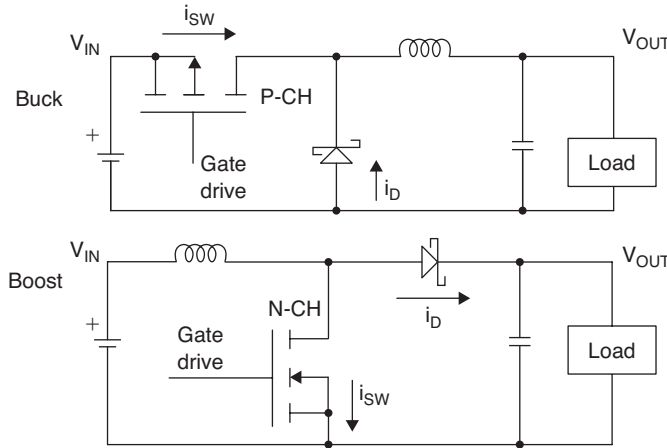 i_SW
V_IN
V_OUT
Buck
P-CH
+
Gate
drive
i_D
Load
V_IN
V_OUT
Boost
N-CH
i_D
+
Gate
drive
Load
i_SW